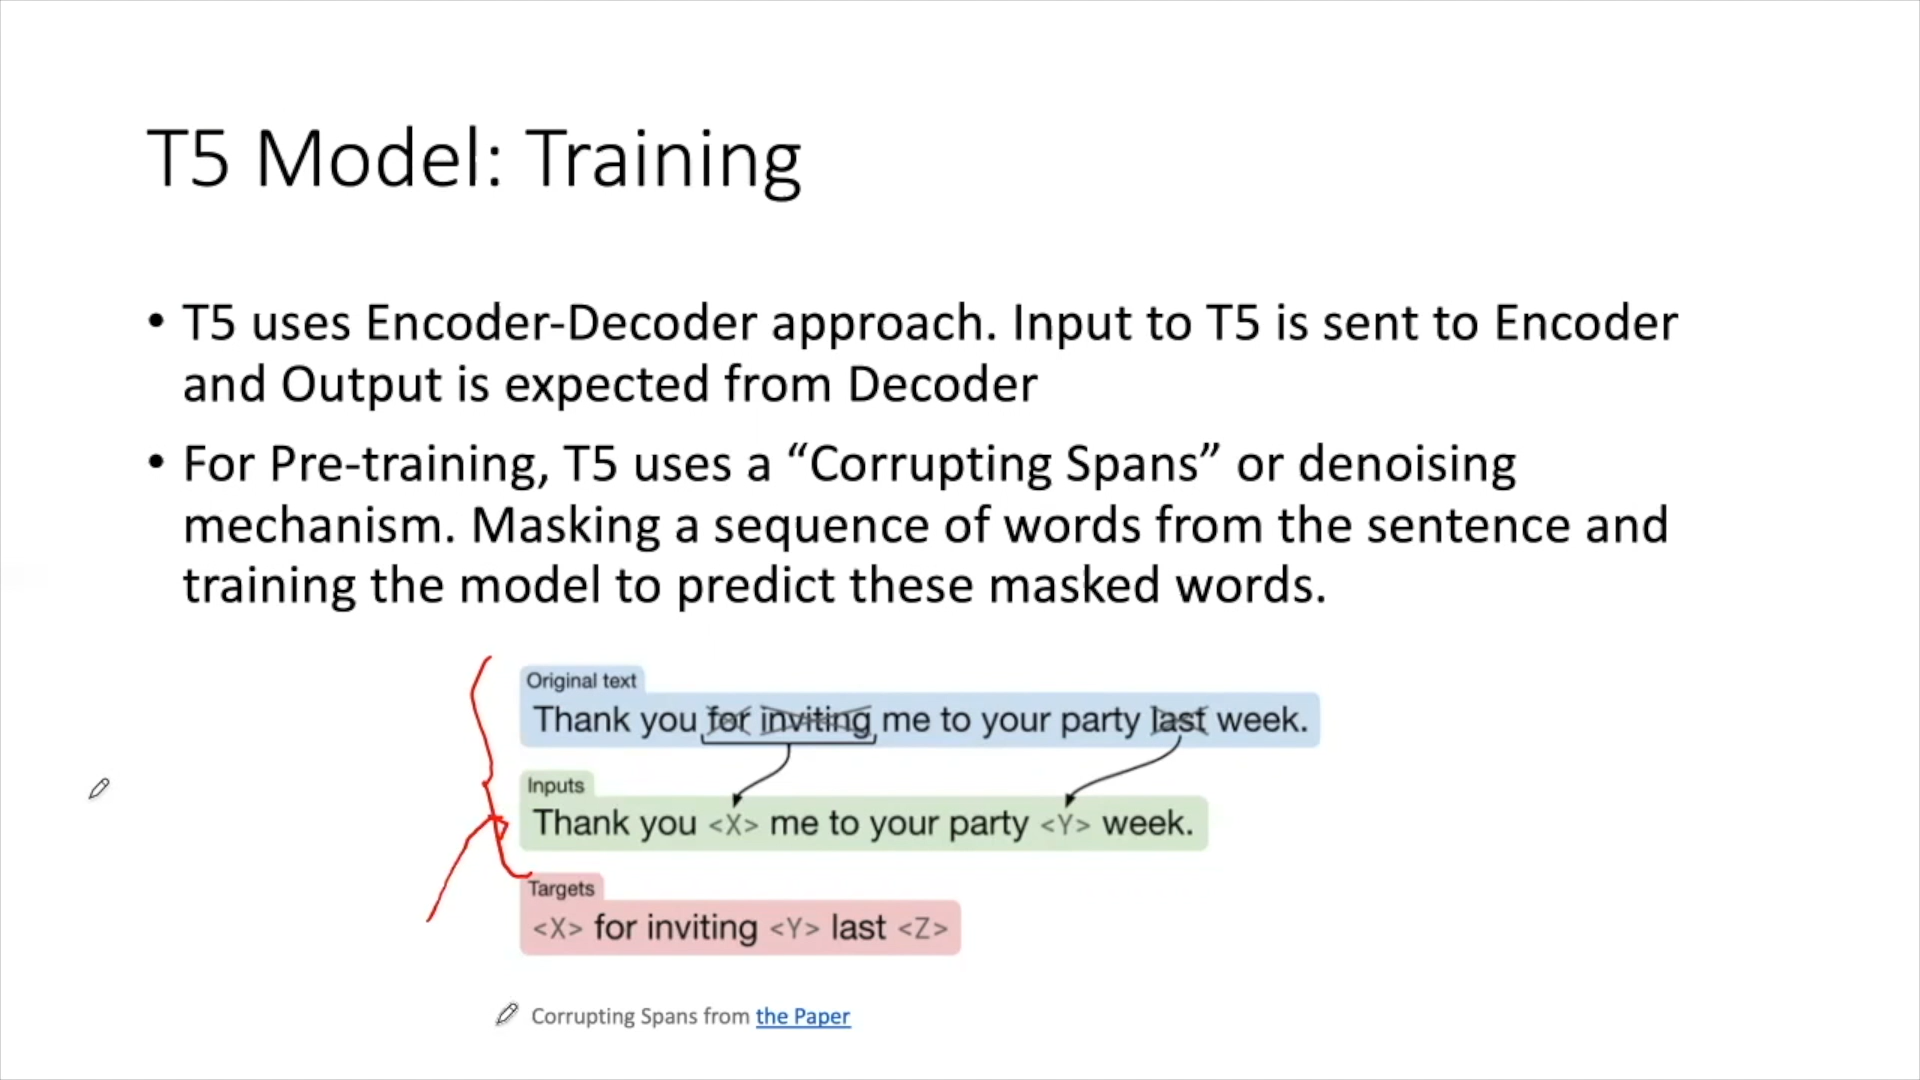 T5 Model: Training
• T5 uses Encoder-Decoder approach. Input to T5 is sent to Encoder
and Output is expected from Decoder
• For Pre-training, T5 uses a “Corrupting Spans” or denoising
mechanism. Masking a sequence of words from the sentence and
training the model to predict these masked words.
Original text
Thank you for inviting me to your party last week.
Inputs
Thank you <X> me to your party <Y> week.
Targets
<X> for inviting <Y> last <Z>
Corrupting Spans from the Paper